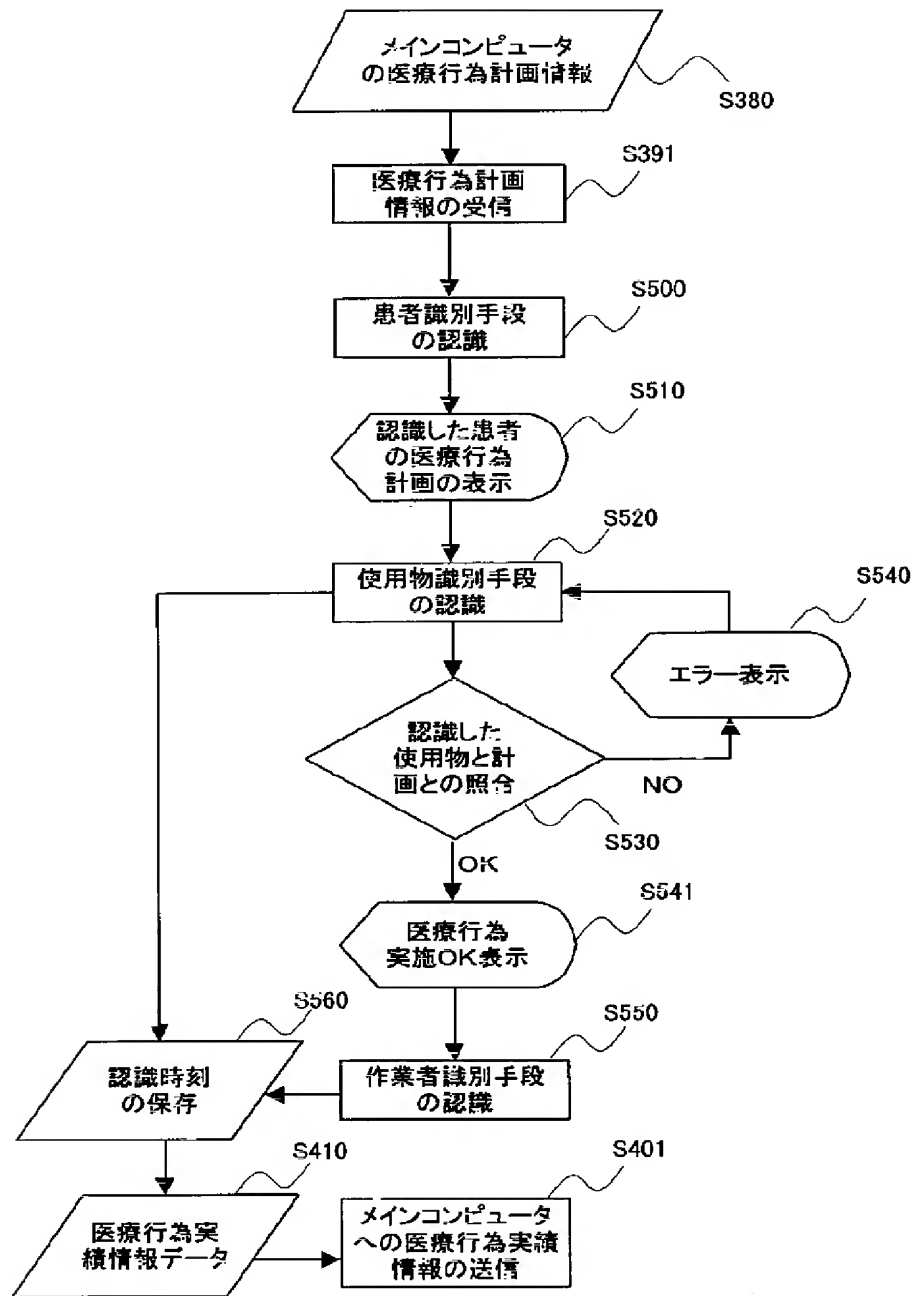 メインコンピュータ
の医療行為計画情報
S380
S391
医療行為計画
情報の受信
S500
患者識別手段
の認識
S510
認識した患者
の医療行為
計画の表示
S520
使用物識別手段
の認識
S540
エラー表示
認識した
使用物と計
画との照合
NO
S530
OK
S541
医療行為
実施OK表示
S560
認識時刻
の保存
S550
作業者識別手段
の認識
S410
医療行為実
績情報データ
S401
メインコンピュータ
への医療行為実績
情報の送信